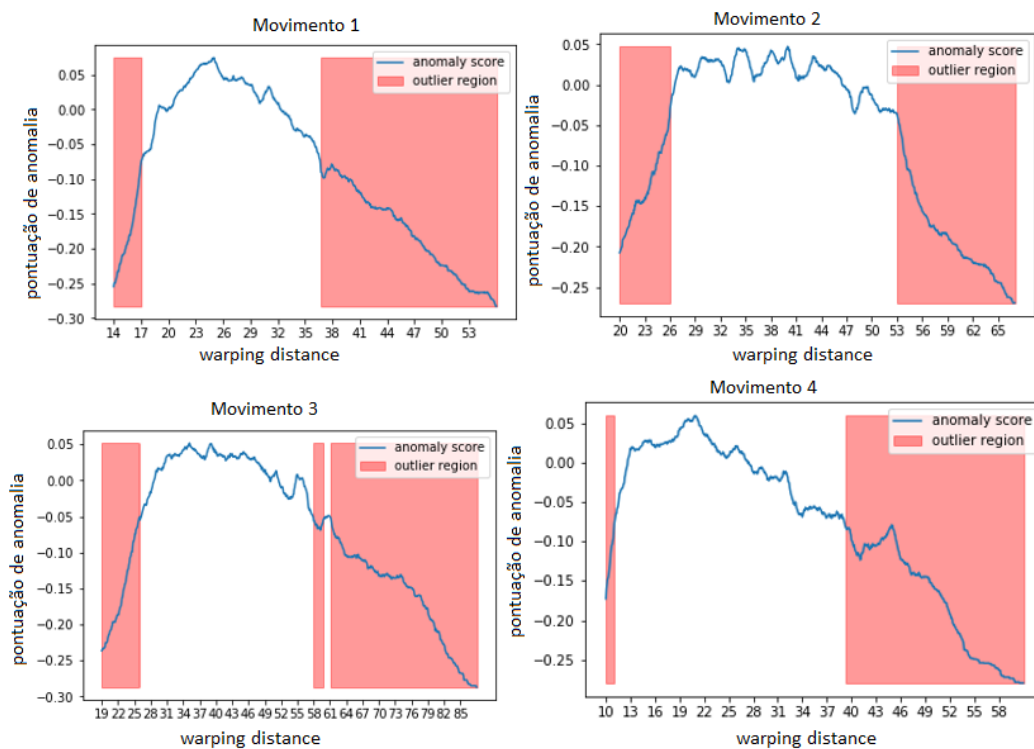 Movimento 1
anomaly score
outlier region
0.05
0.00
−0.05
−0.10
−0.15
−0.20
−0.25
−0.30
pontuação de anomalia
14 17 20 23 26 29 32 35 38 41 44 47 50 53
warping distance
Movimento 2
anomaly score
outlier region
0.05
0.00
−0.05
−0.10
−0.15
−0.20
−0.25
pontuação de anomalia
20 23 26 29 32 35 38 41 44 47 50 53 56 59 62 65
warping distance
Movimento 3
anomaly score
outlier region
0.05
0.00
−0.05
−0.10
−0.15
−0.20
−0.25
−0.30
pontuação de anomalia
19 22 25 28 31 34 37 40 43 46 49 52 55 58 61 64 67 70 73 76 79 82 85
warping distance
Movimento 4
anomaly score
outlier region
0.05
0.00
−0.05
−0.10
−0.15
−0.20
−0.25
pontuação de anomalia
10 13 16 19 22 25 28 31 34 37 40 43 46 49 52 55 58
warping distance